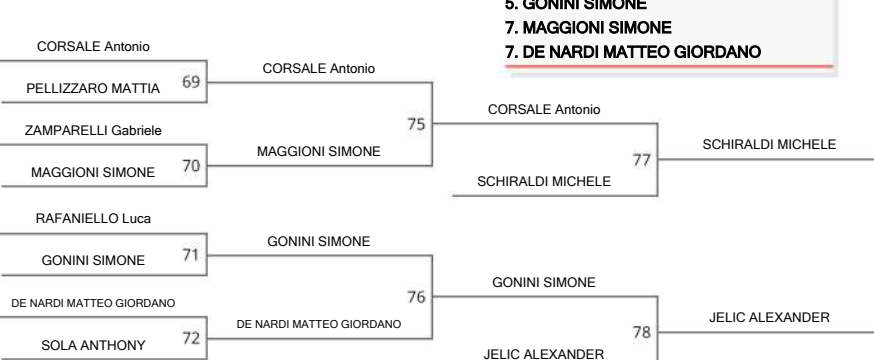 5. GONINI SIMONE
7. MAGGIONI SIMONE
7. DE NARDI MATTEO GIORDANO
CORSALE Antonio
PELLIZZARO MATTIA
69
ZAMPARELLI Gabriele
MAGGIONI SIMONE
70
RAFANIELLO Luca
GONINI SIMONE
71
DE NARDI MATTEO GIORDANO
SOLA ANTHONY
72
CORSALE Antonio
75
MAGGIONI SIMONE
GONINI SIMONE
76
DE NARDI MATTEO GIORDANO
CORSALE Antonio
77
SCHIRALDI MICHELE
GONINI SIMONE
78
JELIC ALEXANDER
SCHIRALDI MICHELE
JELIC ALEXANDER